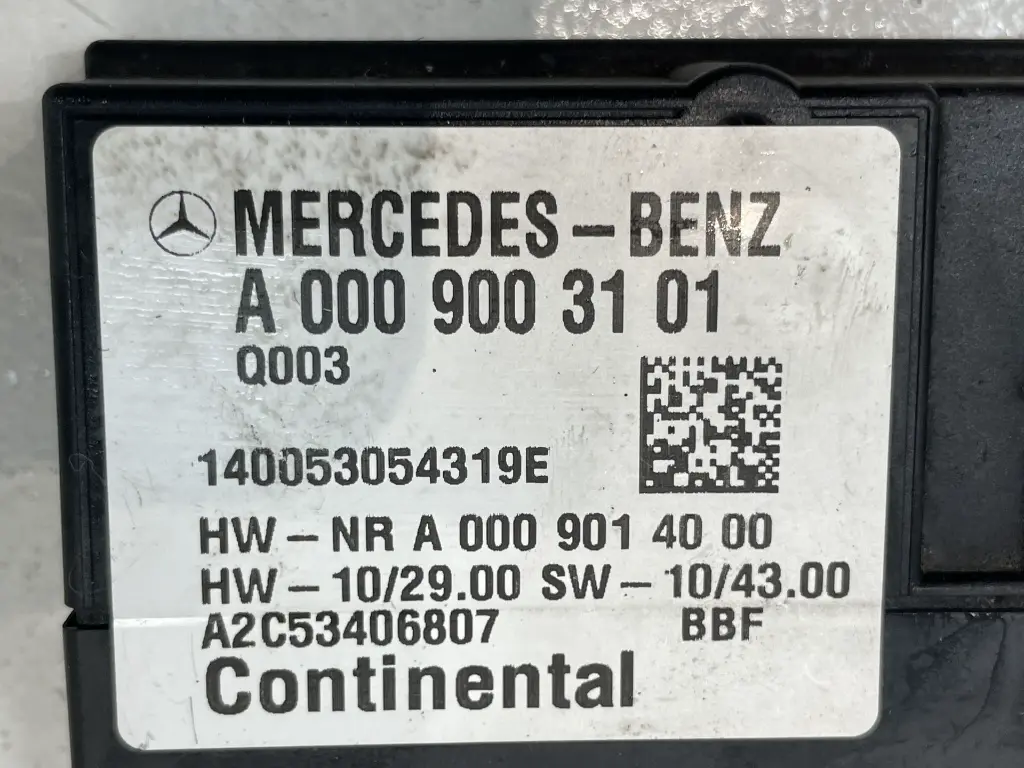 MERCEDES-BENZ
A 000 900 31 01
Q003
140053054319E
HW-NR A 000 901 40 00
HW-10/29.00 SW-10/43.00
A2C53406807 BBF
Continental